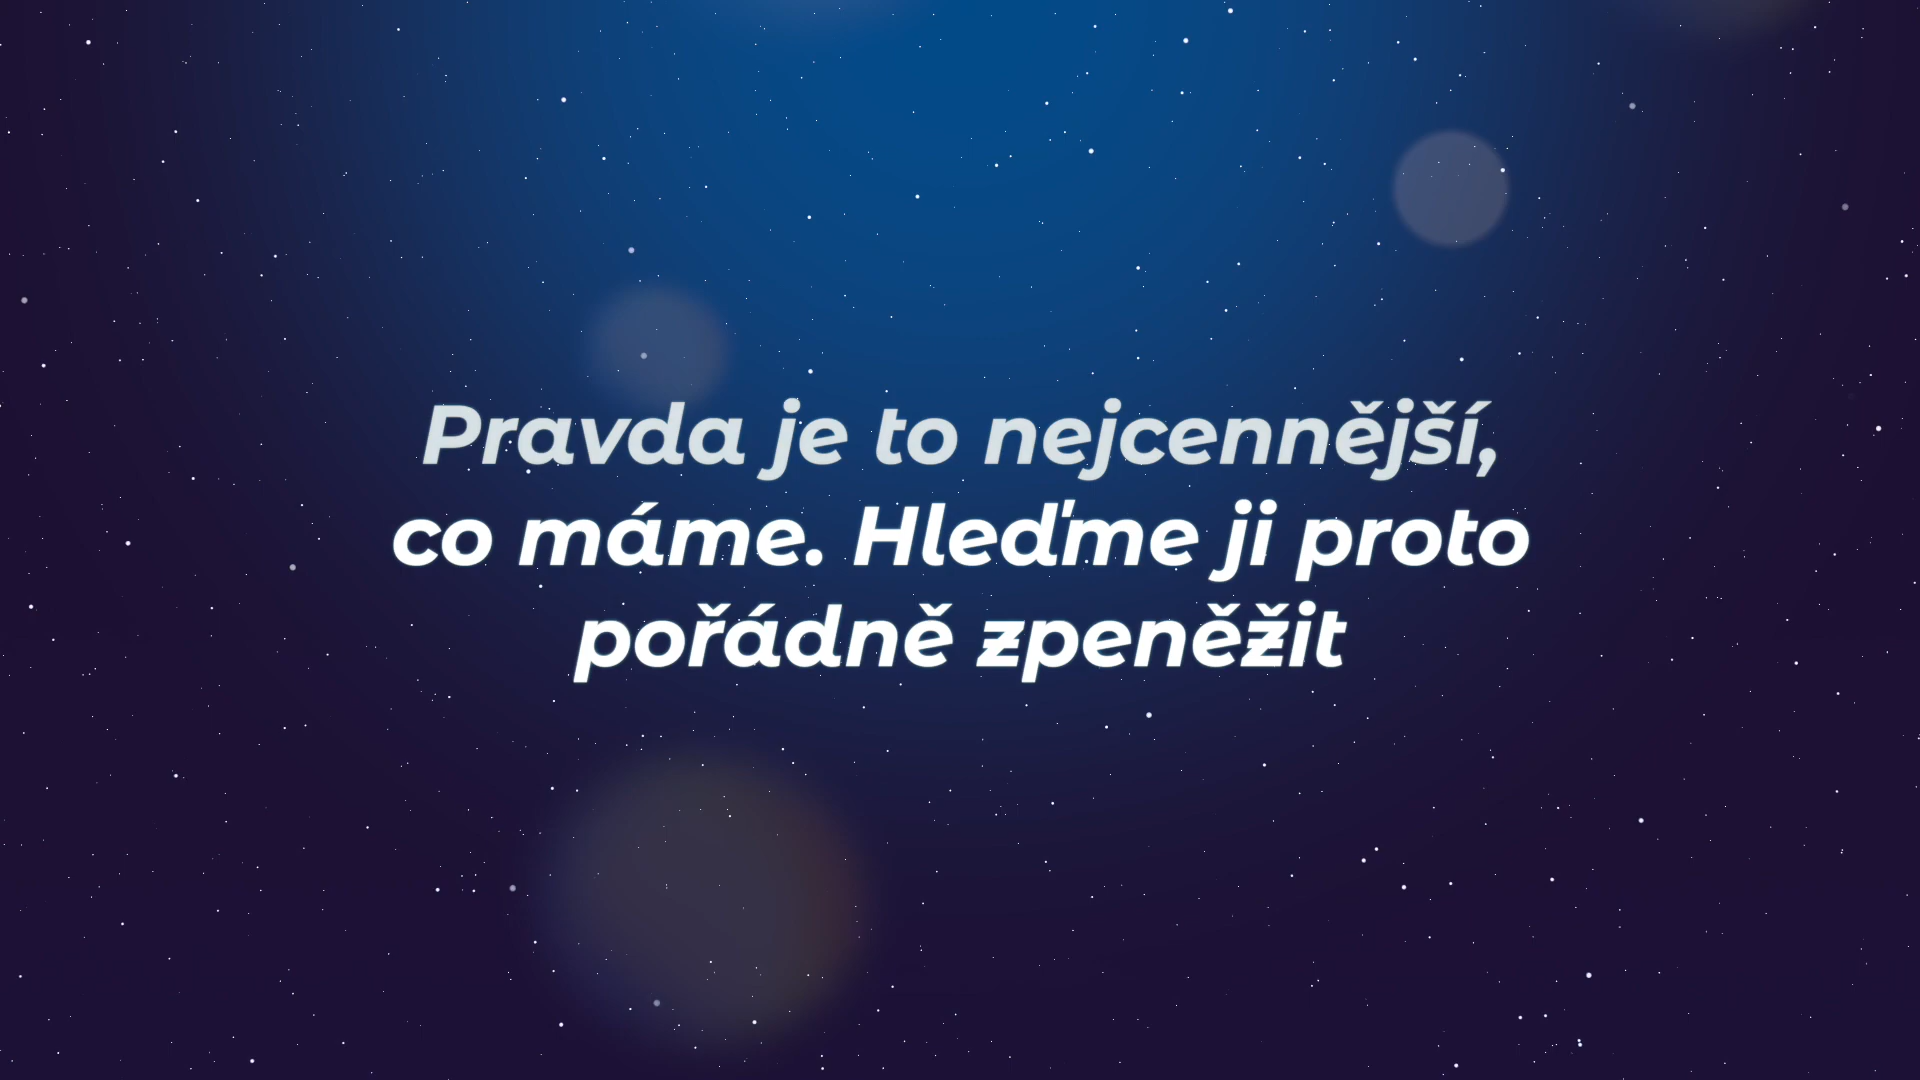 Pravda je to nejcennější,
co máme. Hleďme ji proto
pořádně zpeněžit